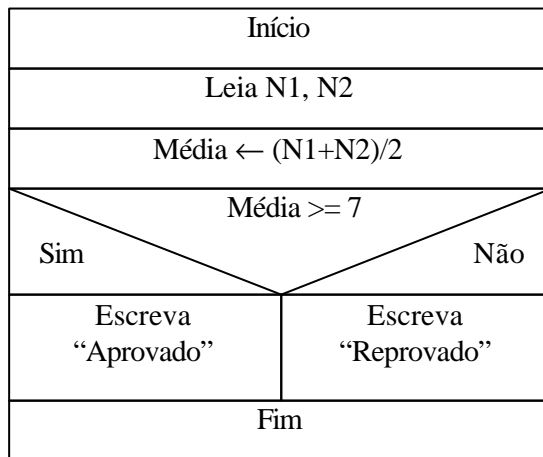 Início
Leia N1, N2
Média ← (N1+N2)/2
Média >= 7
Sim
Não
Escreva
“Aprovado”
Escreva
“Reprovado”
Fim